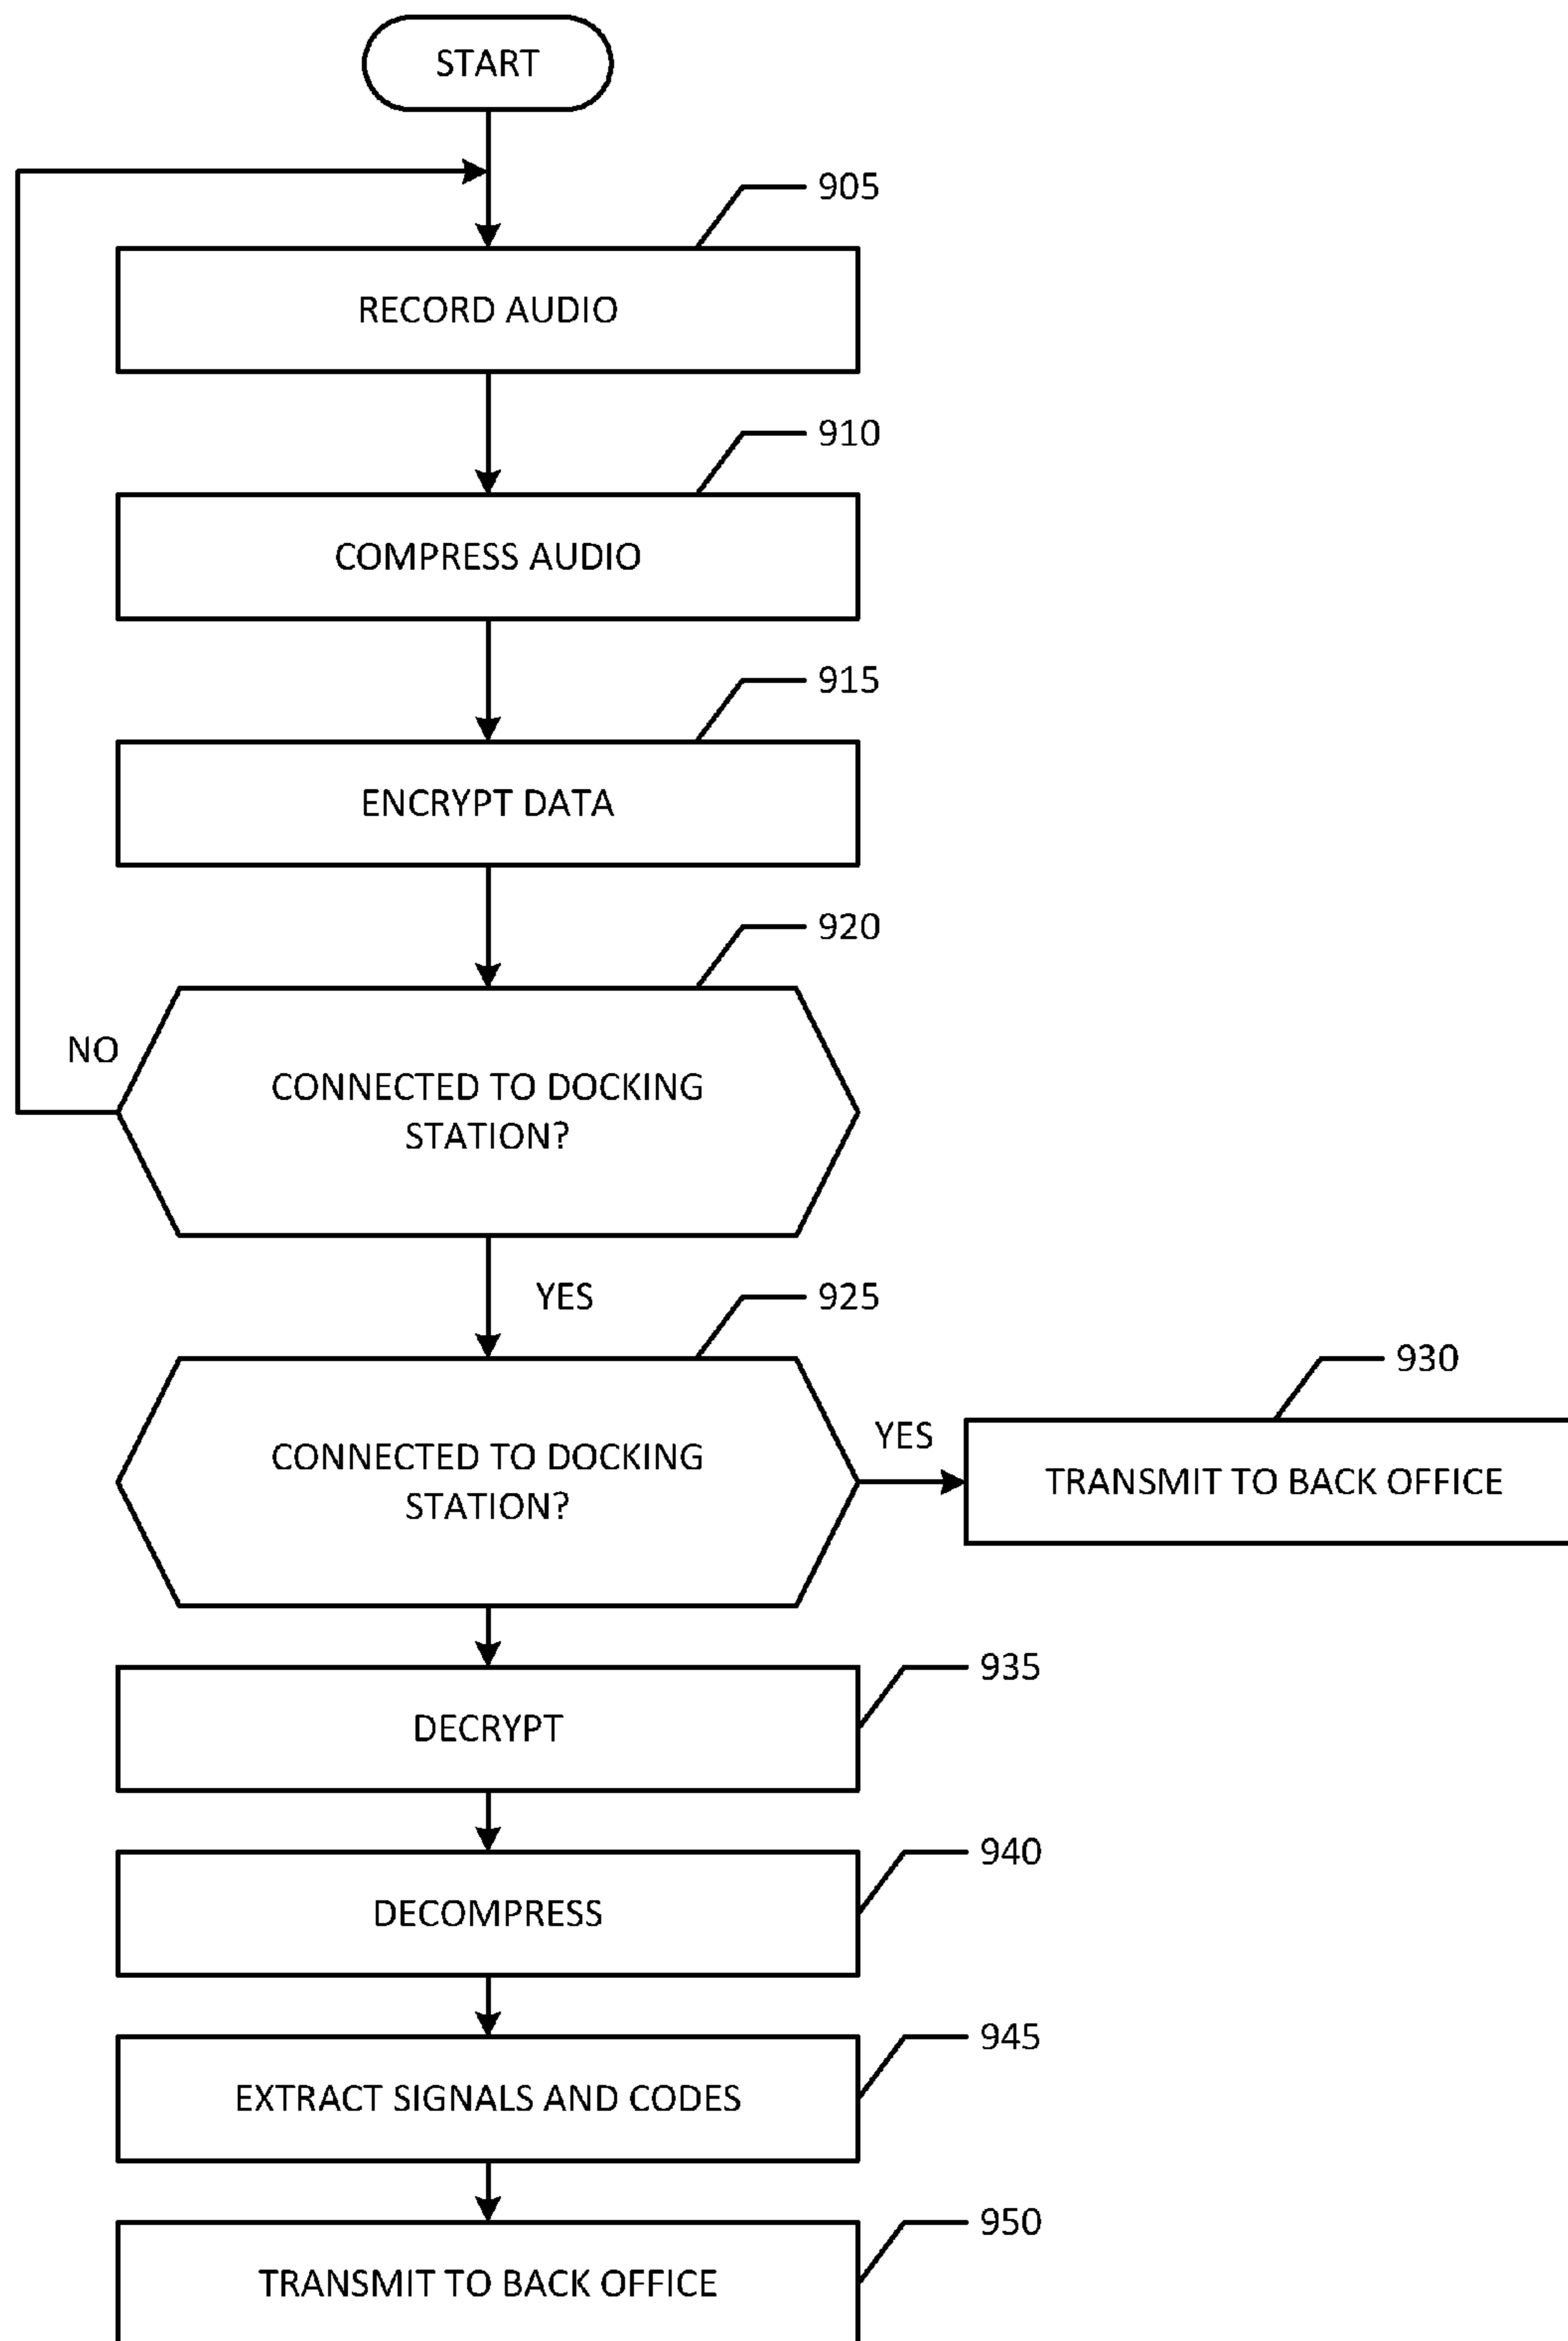 START
905
RECORD AUDIO
910
COMPRESS AUDIO
915
ENCRYPT DATA
920
NO
CONNECTED TO DOCKING
STATION?
YES
925
CONNECTED TO DOCKING
STATION?
YES
930
TRANSMIT TO BACK OFFICE
935
DECRYPT
940
DECOMPRESS
945
EXTRACT SIGNALS AND CODES
950
TRANSMIT TO BACK OFFICE